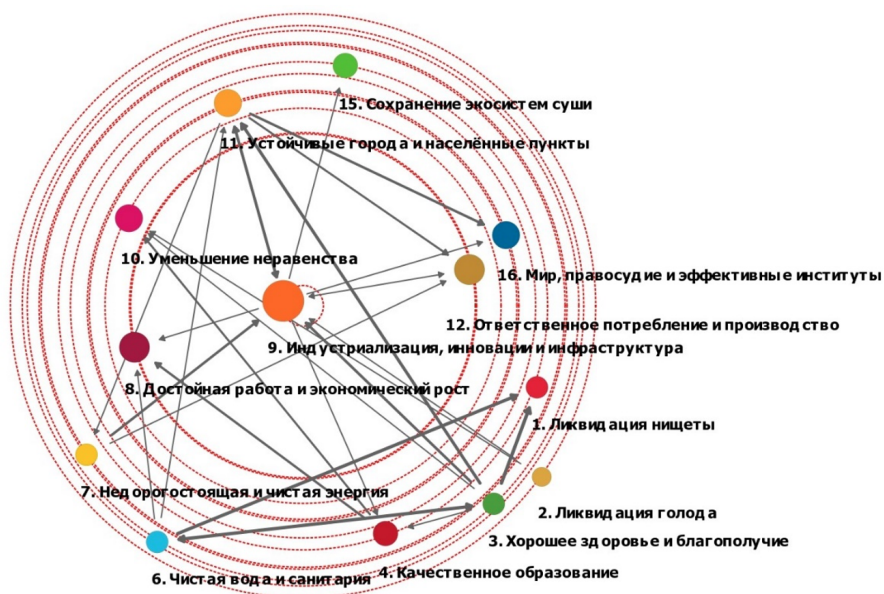 15. Сохранение экосистем суши
11. Устойчивые города и населённые пункты
10. Уменьшение неравенства
16. Мир, правосудие и эффективные институты
12. Ответственное потребление и производство
9. Индустриализация, инновации и инфраструктура
8. Достойная работа и экономический рост
1. Ликвидация нищеты
7. Недорогостоящая и чистая энергия
2. Ликвидация голода
3. Хорошее здоровье и благополучие
6. Чистая вода и санитария
4. Качественное образование